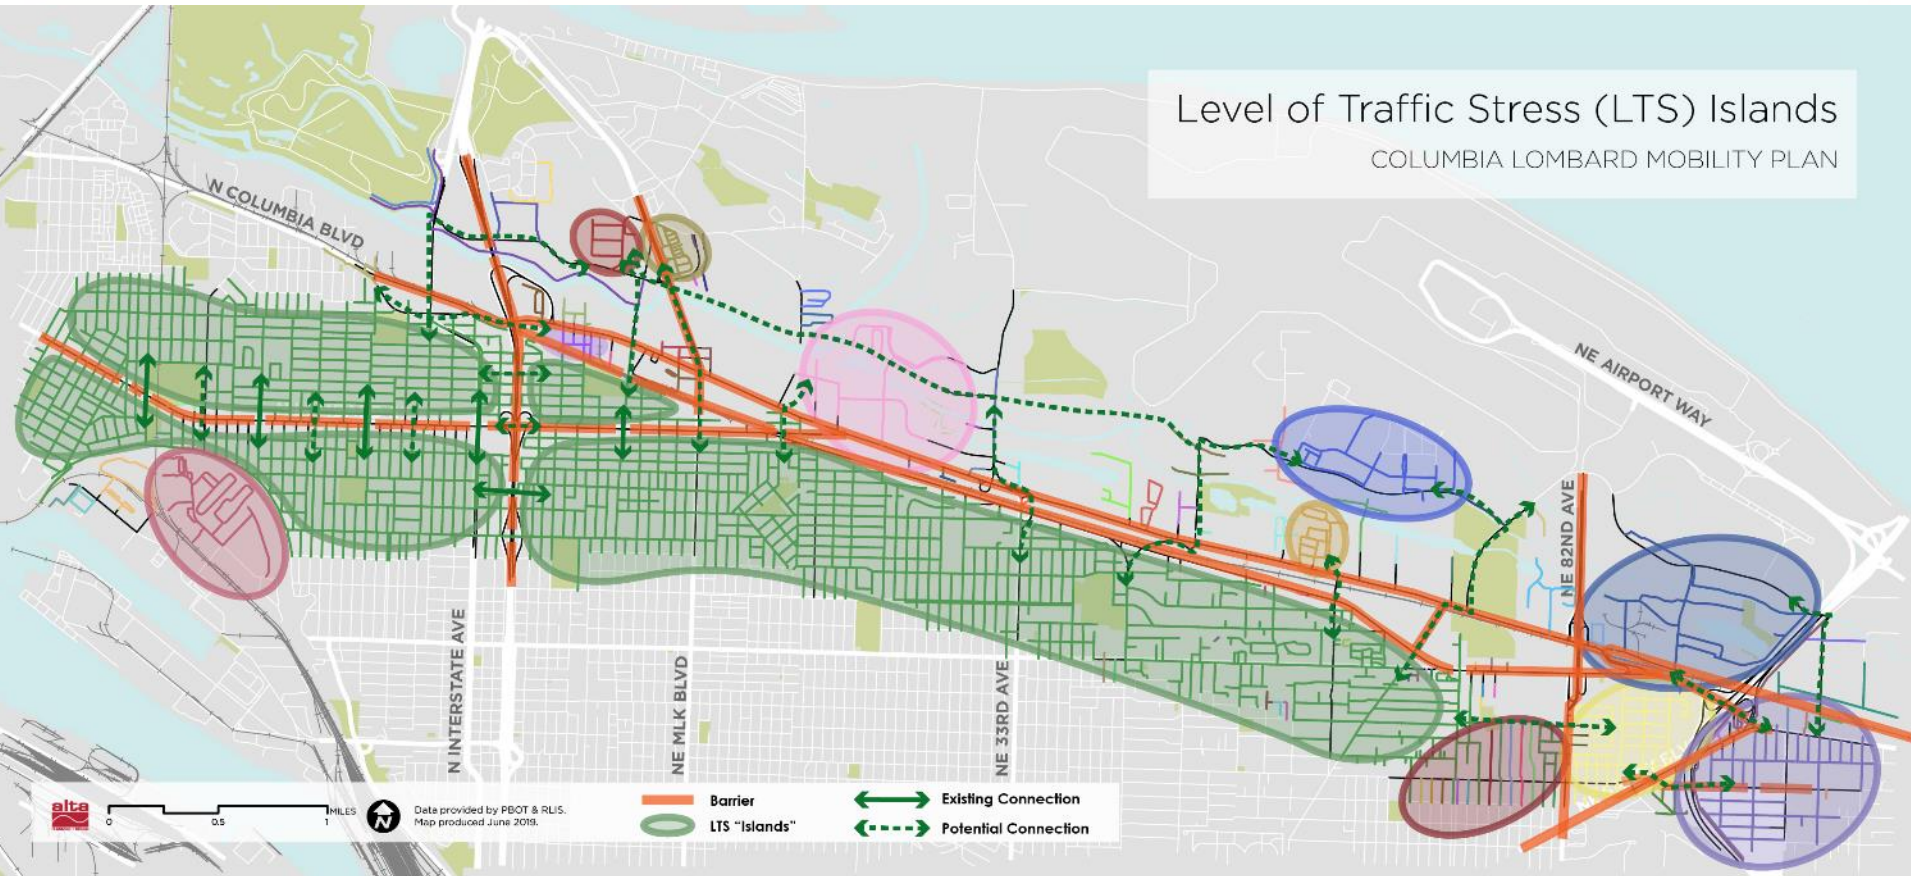 Level of Traffic Stress (LTS) Islands
COLUMBIA LOMBARD MOBILITY PLAN
N COLUMBIA BLVD
NE AIRPORT WAY
NE 82ND AVE
N INTERSTATE AVE
NE MLK BLVD
NE 33RD AVE
alta
0 0.5 1 MILES
N
Data provided by PBOT & RLIS.
Map produced June 2019.
Barrier
LTS “Islands”
Existing Connection
Potential Connection